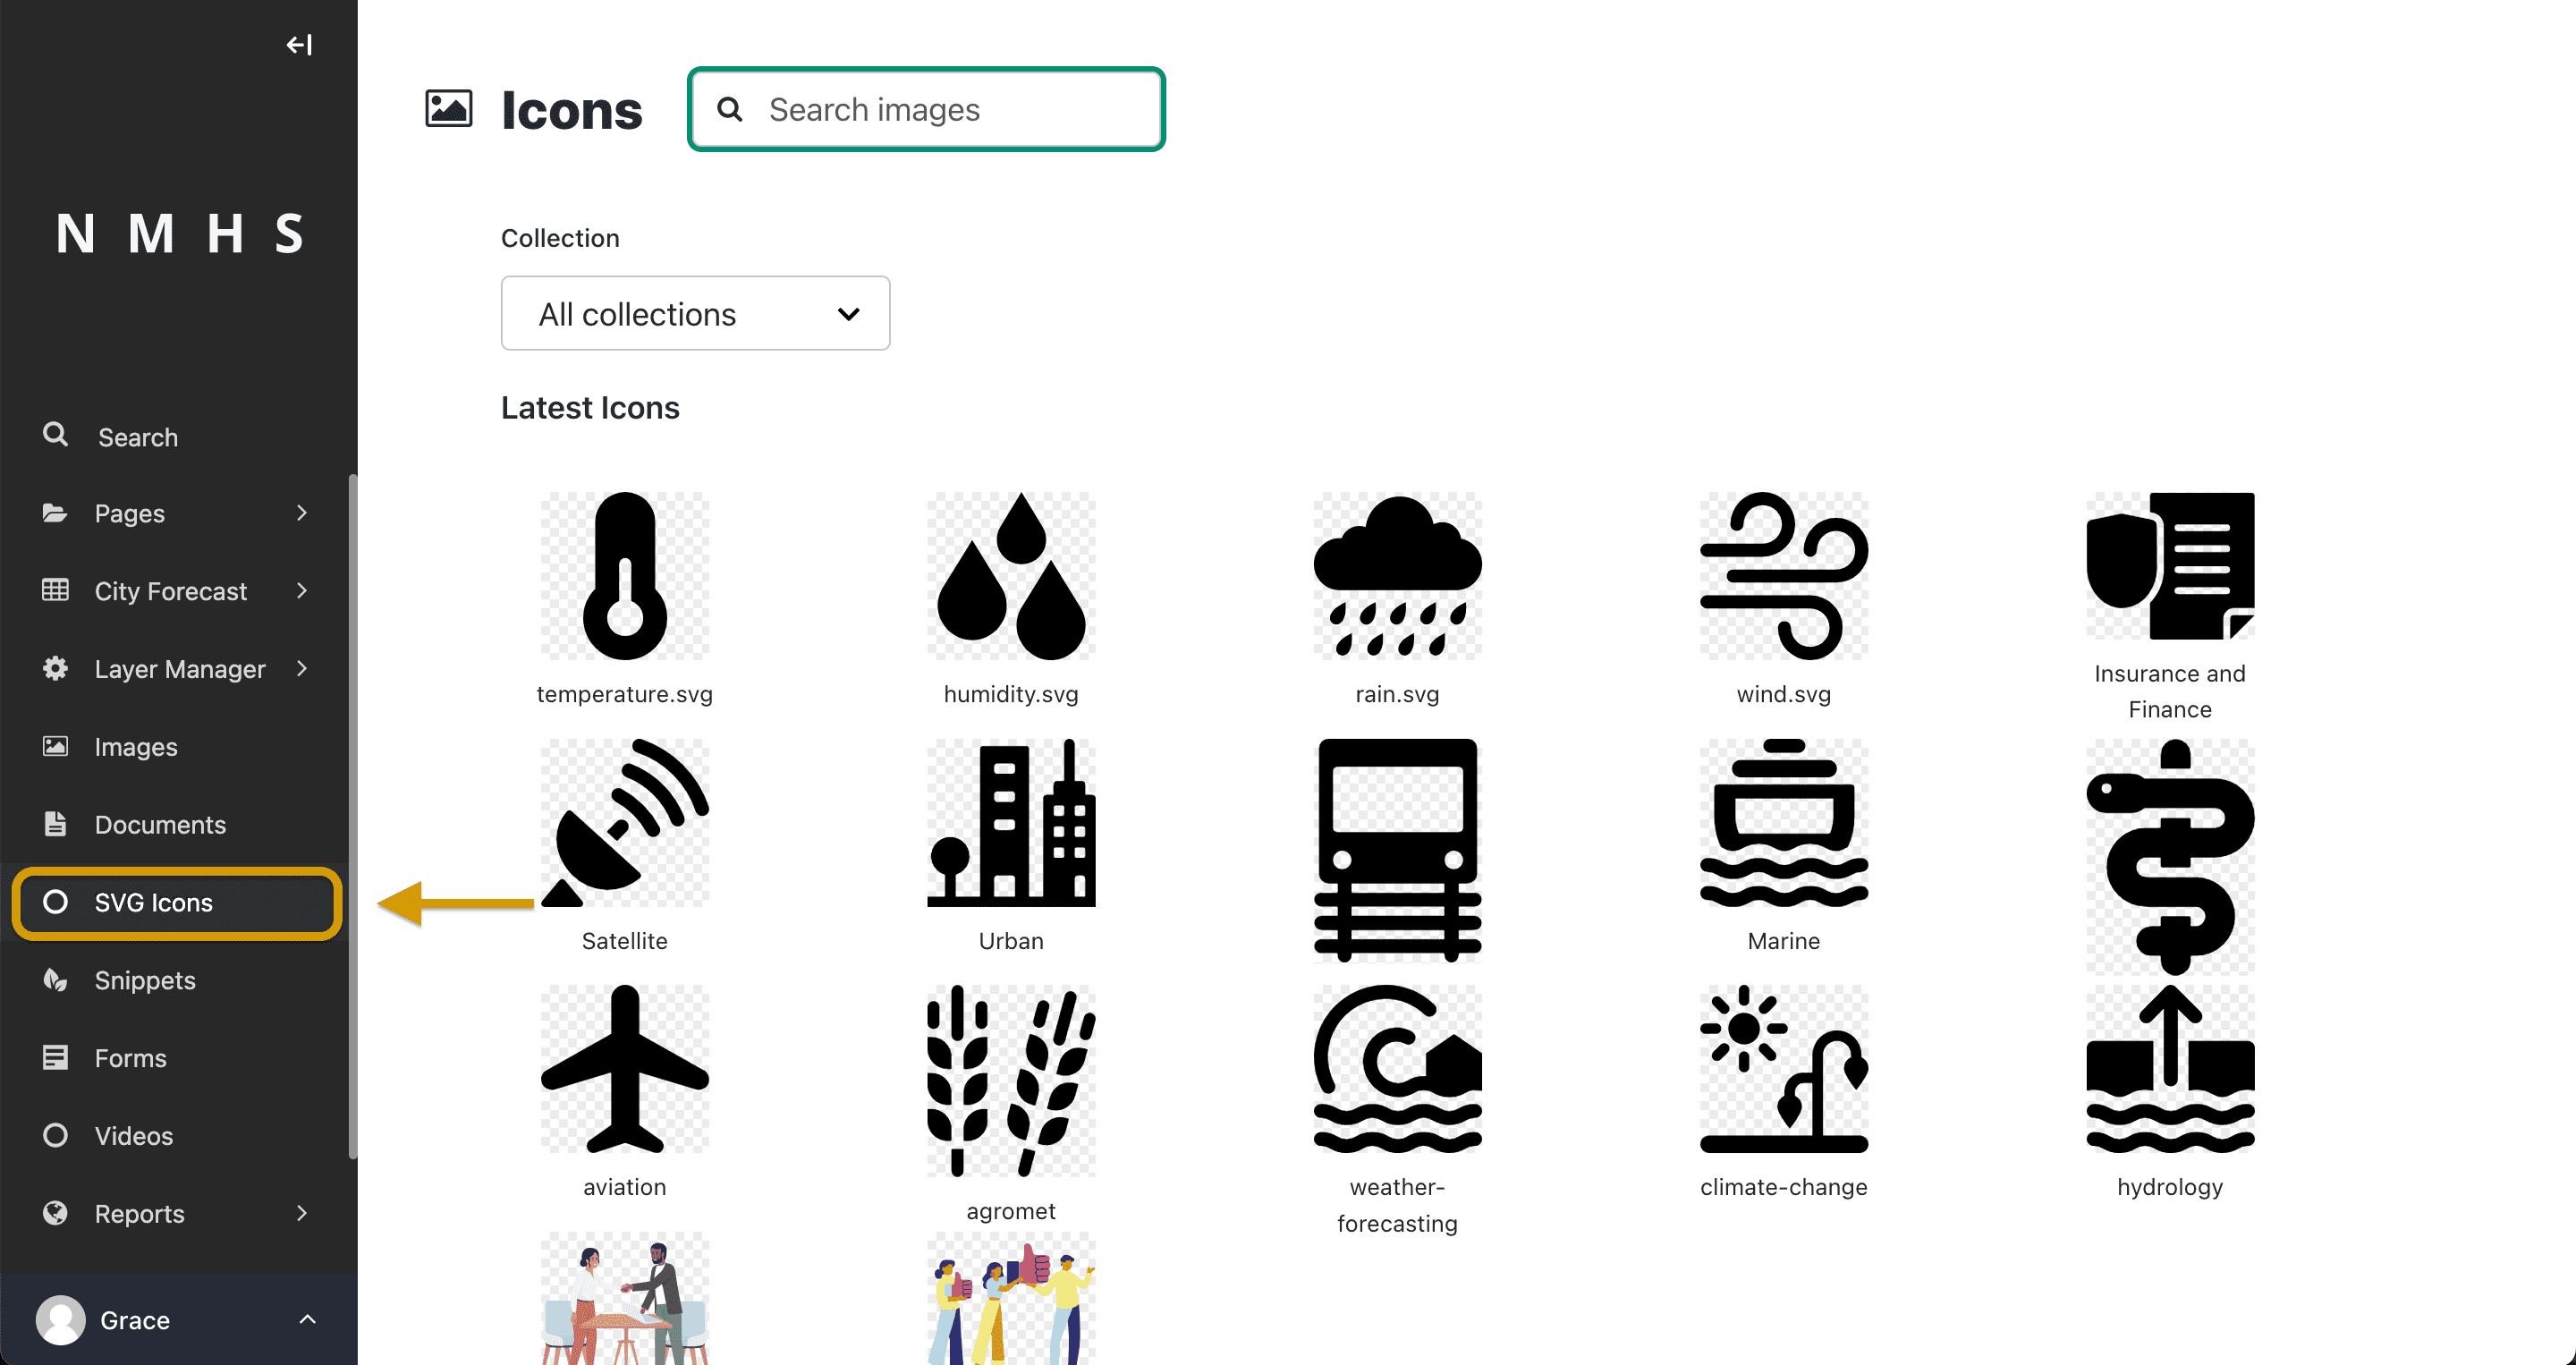 N M H S
Search
Pages
City Forecast
Layer Manager
Images
Documents
SVG Icons
Snippets
Forms
Videos
Reports
Grace
Icons
Search images
Collection
All collections
Latest Icons
temperature.svg
humidity.svg
rain.svg
wind.svg
Insurance and
Finance
Satellite
Urban
Marine
aviation
agromet
weather-
forecasting
climate-change
hydrology